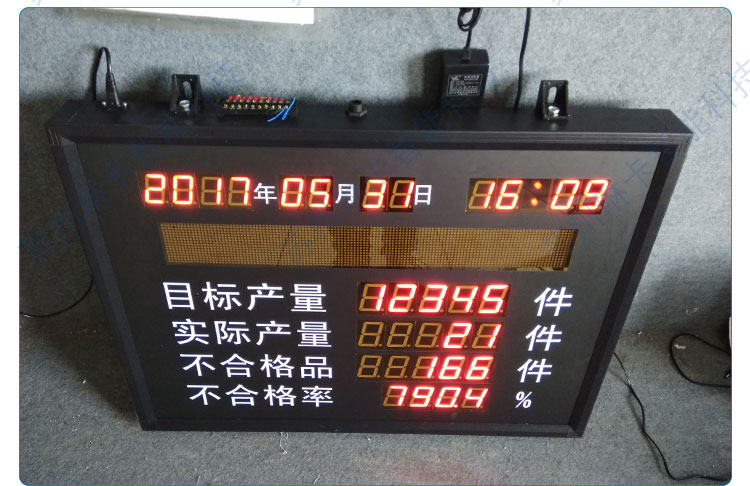 2017年05月31日 16:09
目标产量 12345 件
实际产量 21 件
不合格品 166 件
不合格率 790.4 %